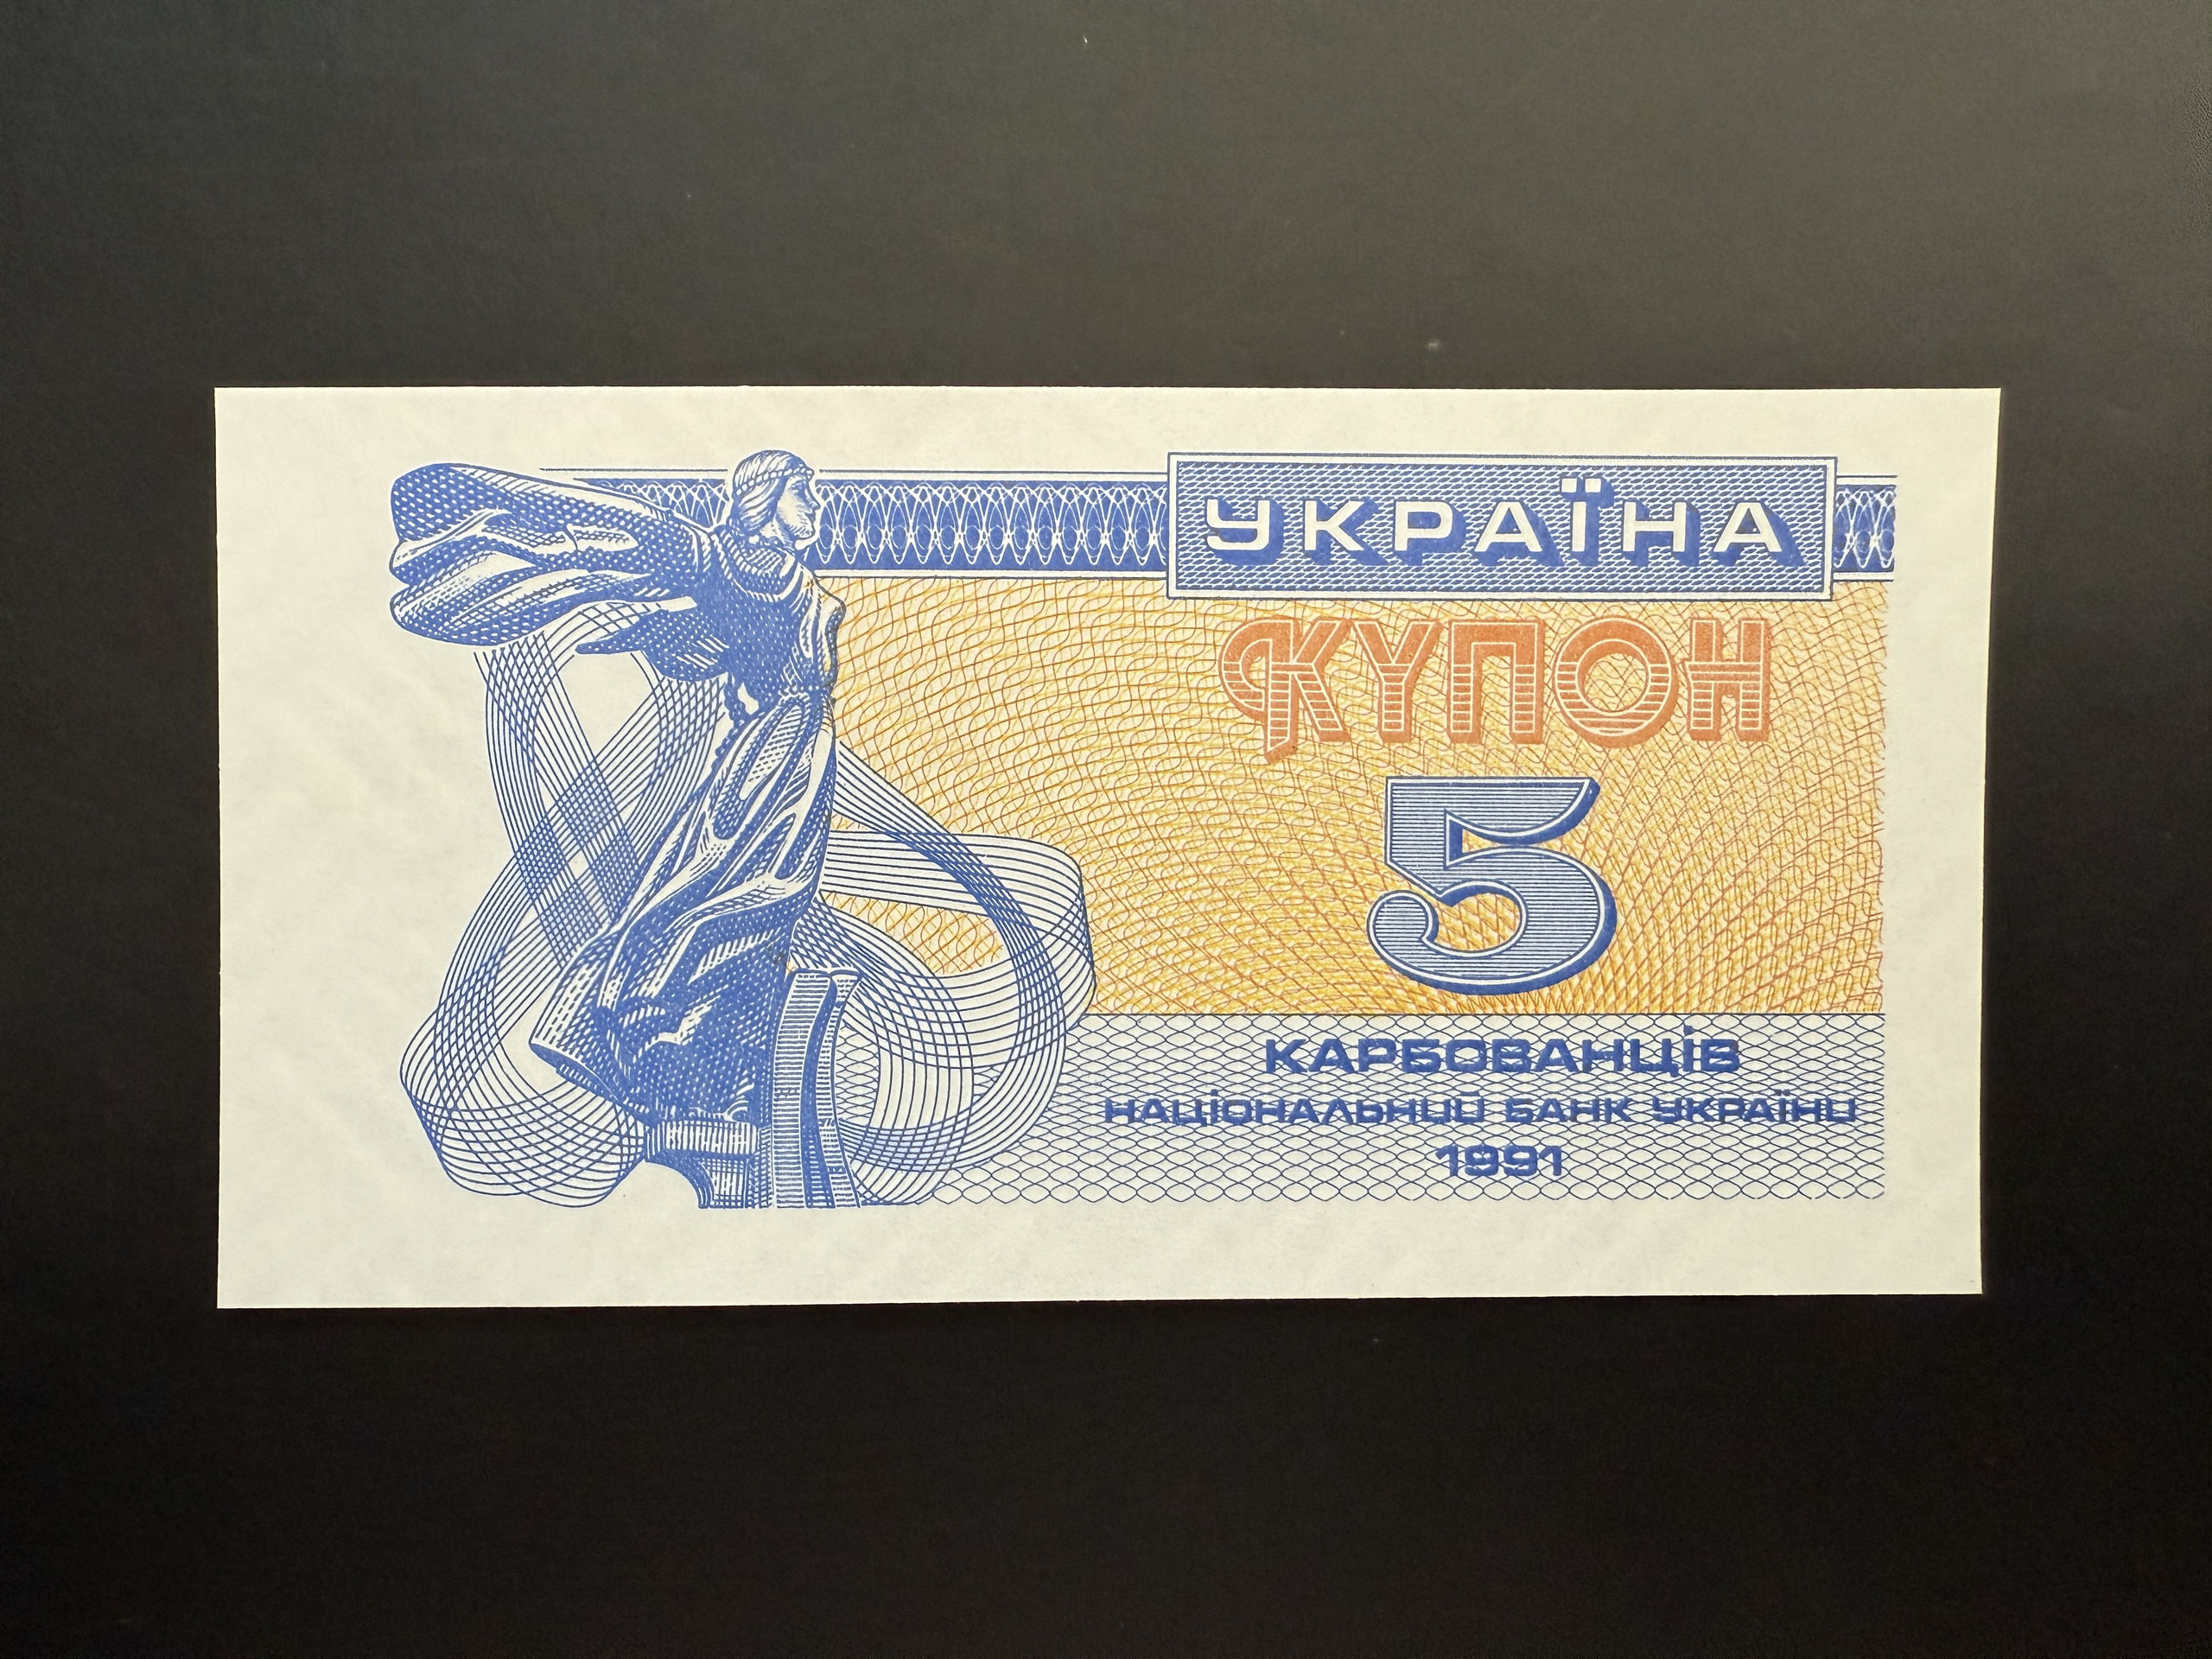 УКРАЇНА
КУПОН
5
КАРБОВАНЦІВ
НАЦІОНАЛЬНИЙ БАНК УКРАЇНИ
1991